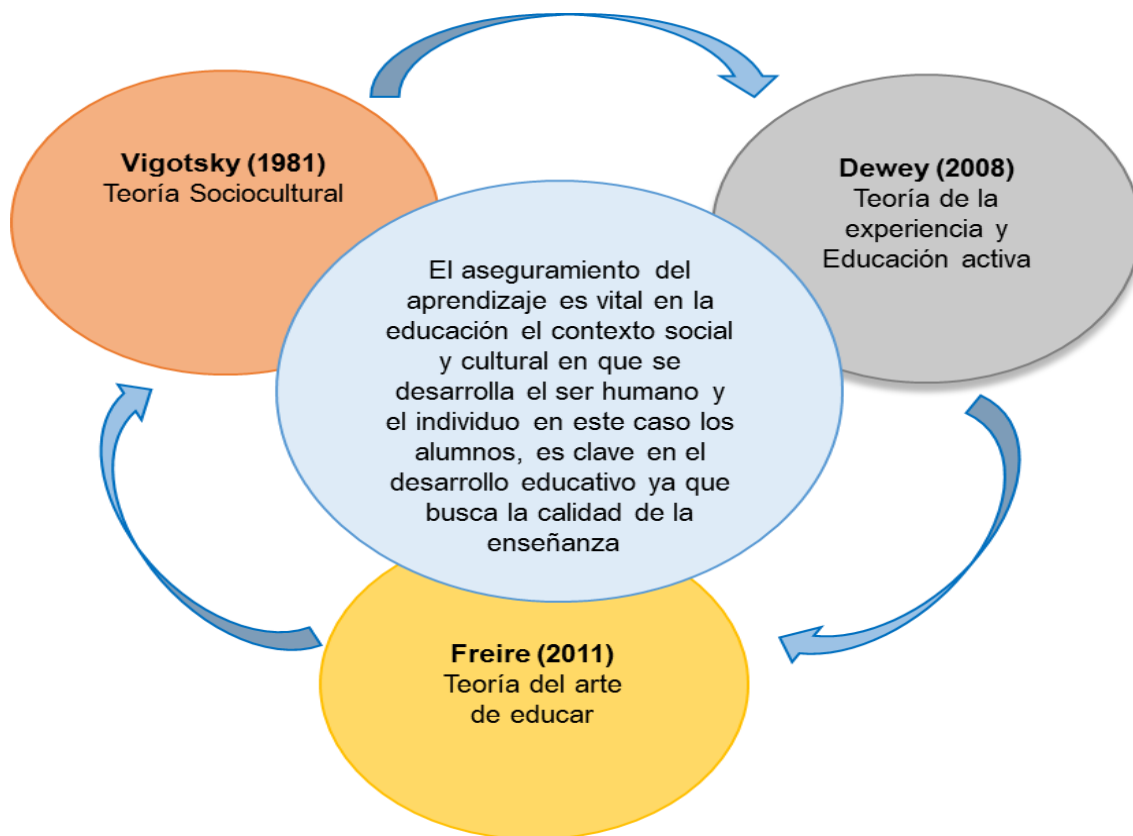 Vigotsky (1981)
Teoría Sociocultural
Dewey (2008)
Teoría de la
experiencia y
Educación activa
El aseguramiento del
aprendizaje es vital en la
educación el contexto social
y cultural en que se
desarrolla el ser humano y
el individuo en este caso los
alumnos, es clave en el
desarrollo educativo ya que
busca la calidad de la
enseñanza
Freire (2011)
Teoría del arte
de educar